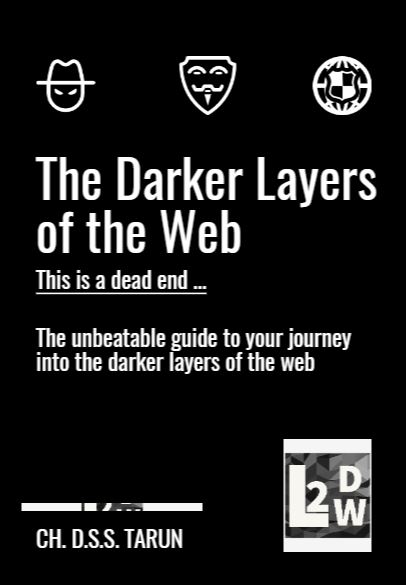 The Darker Layers
of the Web
This is a dead end ...
The unbeatable guide to your journey
into the darker layers of the web
L2DW
CH. D.S.S. TARUN